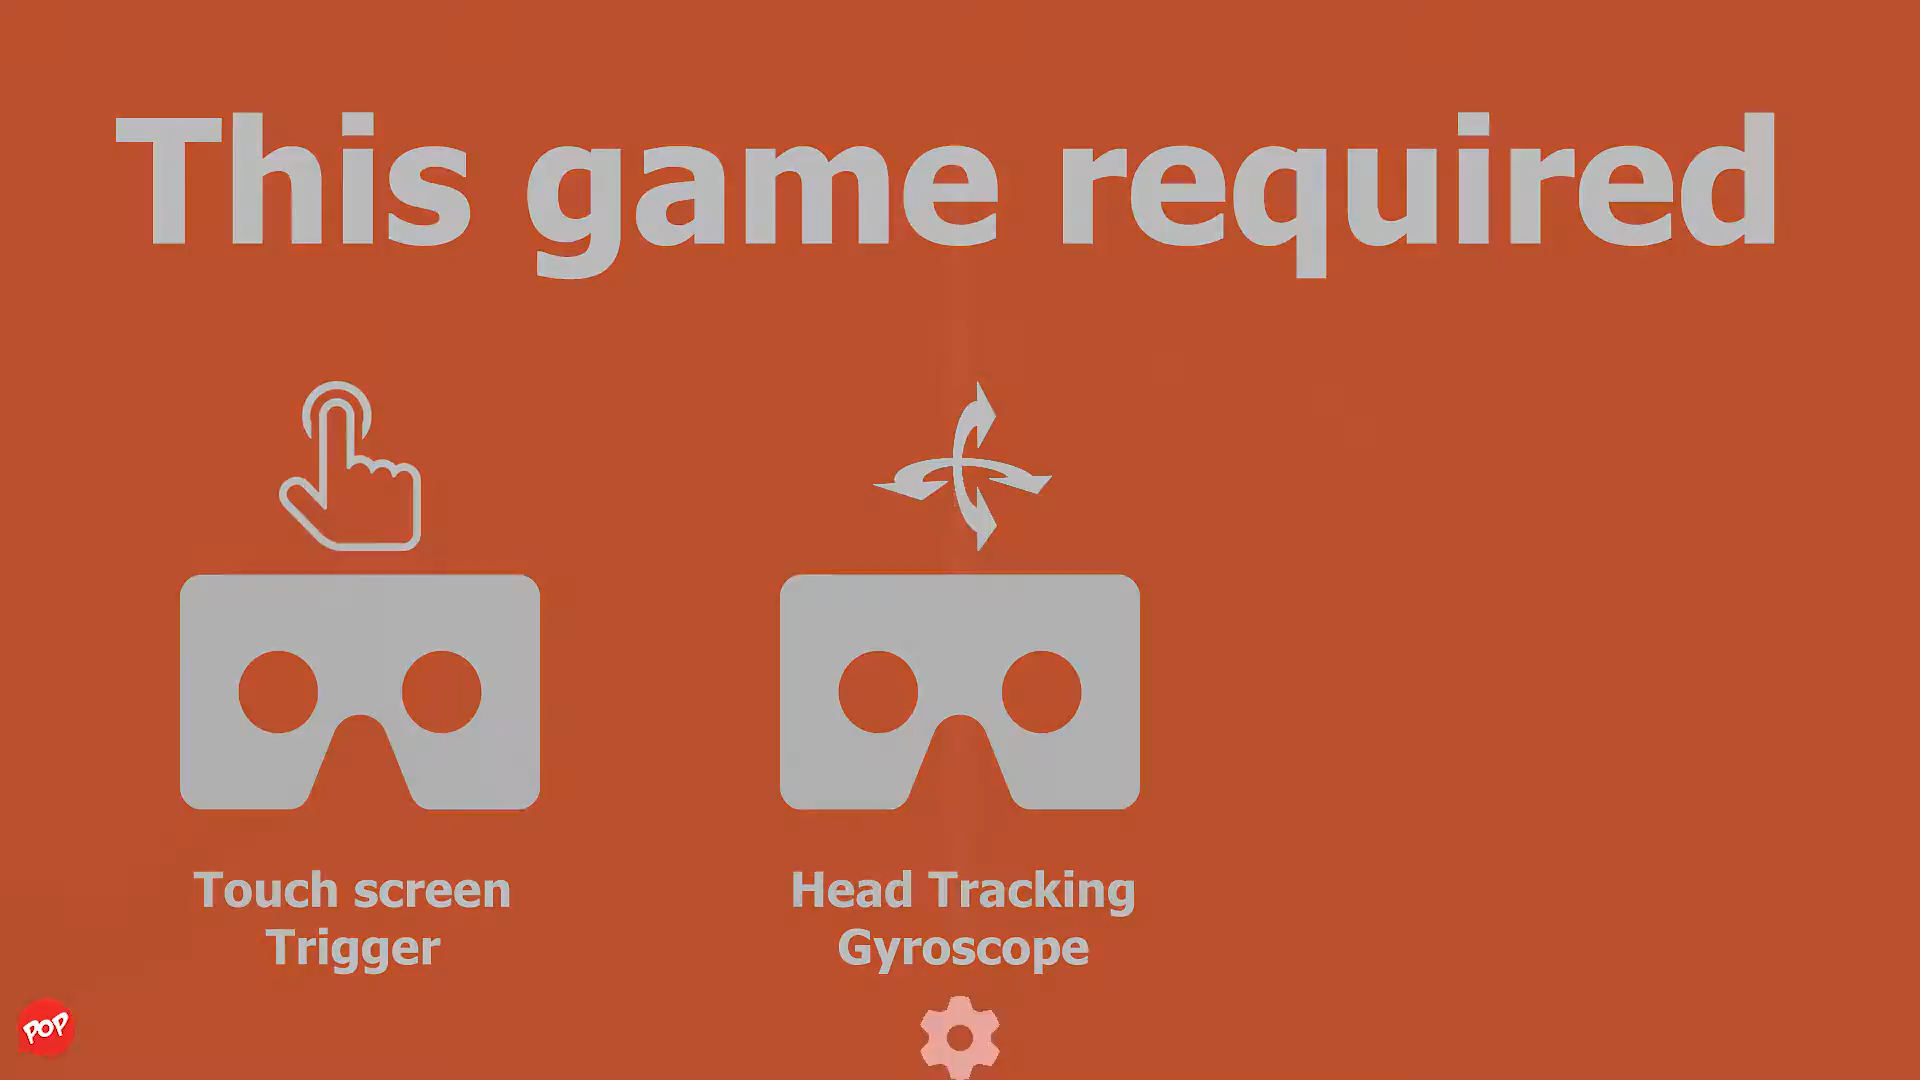 This game required
Touch screen
Trigger
Head Tracking
Gyroscope
POP